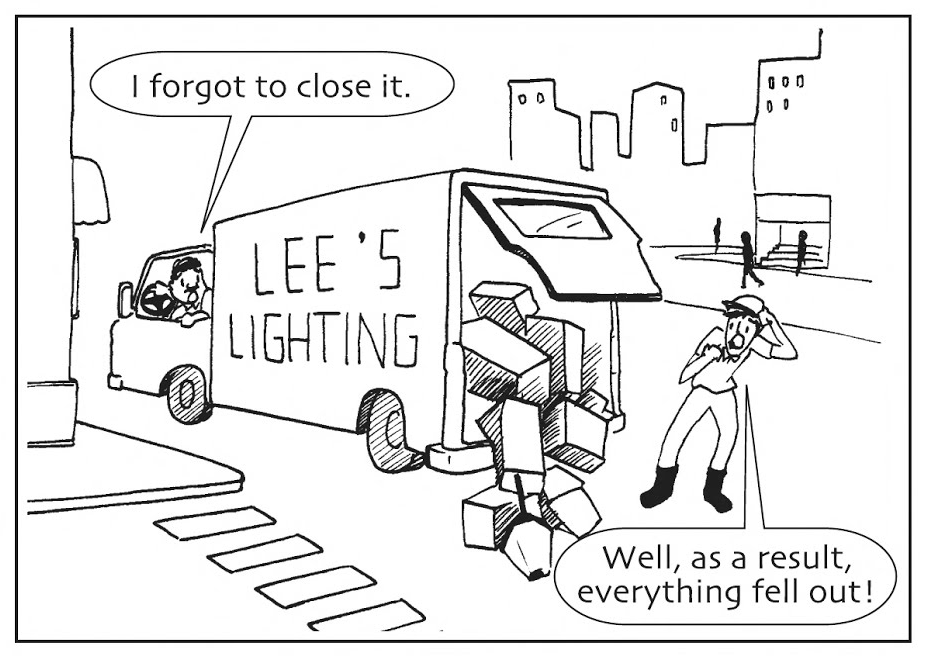 I forgot to close it.
LEE'S
LIGHTING
Well, as a result,
everything fell out!